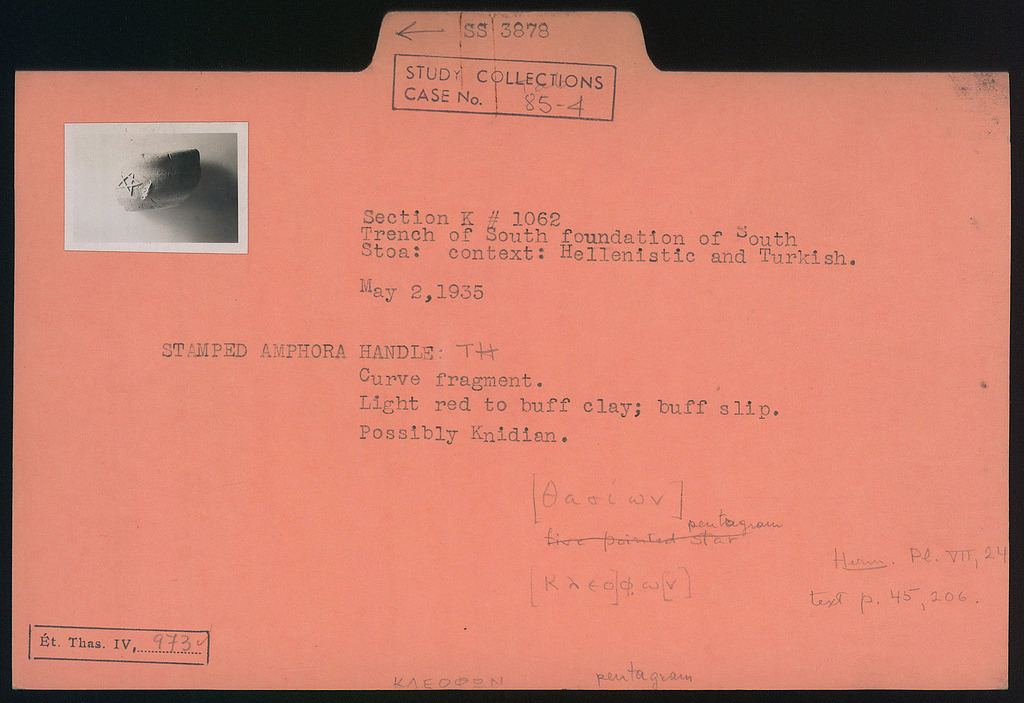 ← SS 3878
STUDY COLLECTIONS
CASE No. 85-4
Section K # 1062
Trench of South foundation of South
Stoa: context: Hellenistic and Turkish.
May 2,1935
STAMPED AMPHORA HANDLE: TH
Curve fragment.
Light red to buff clay; buff slip.
Possibly Knidian.
[Θασίων]
pentagram
five pointed star
[Κλεο]φω[ν]
Herm. Pl. VII, 24
text p. 45, 206.
Ét. Thas. IV, 973 ✓
ΚΛΕΟΦΩΝ pentagram